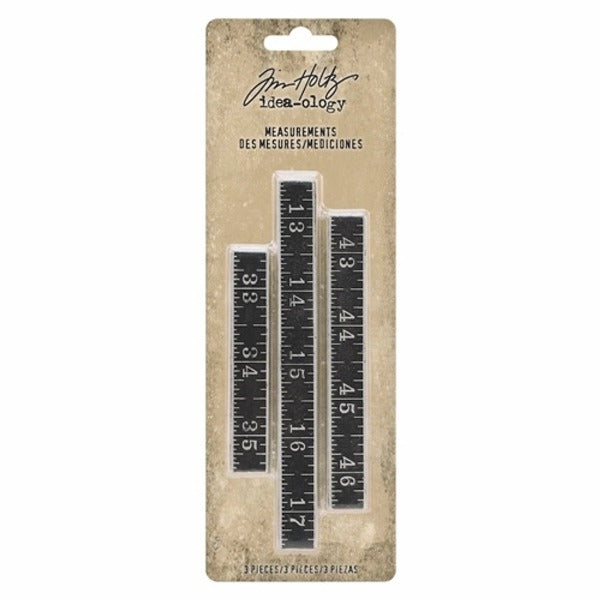 Tim Holtz
idea-ology
MEASUREMENTS
DES MESURES/MEDICIONES
33
34
35
13
14
15
16
17
43
44
45
46
3 PIECES/3 PIÈCES/3 PIEZAS